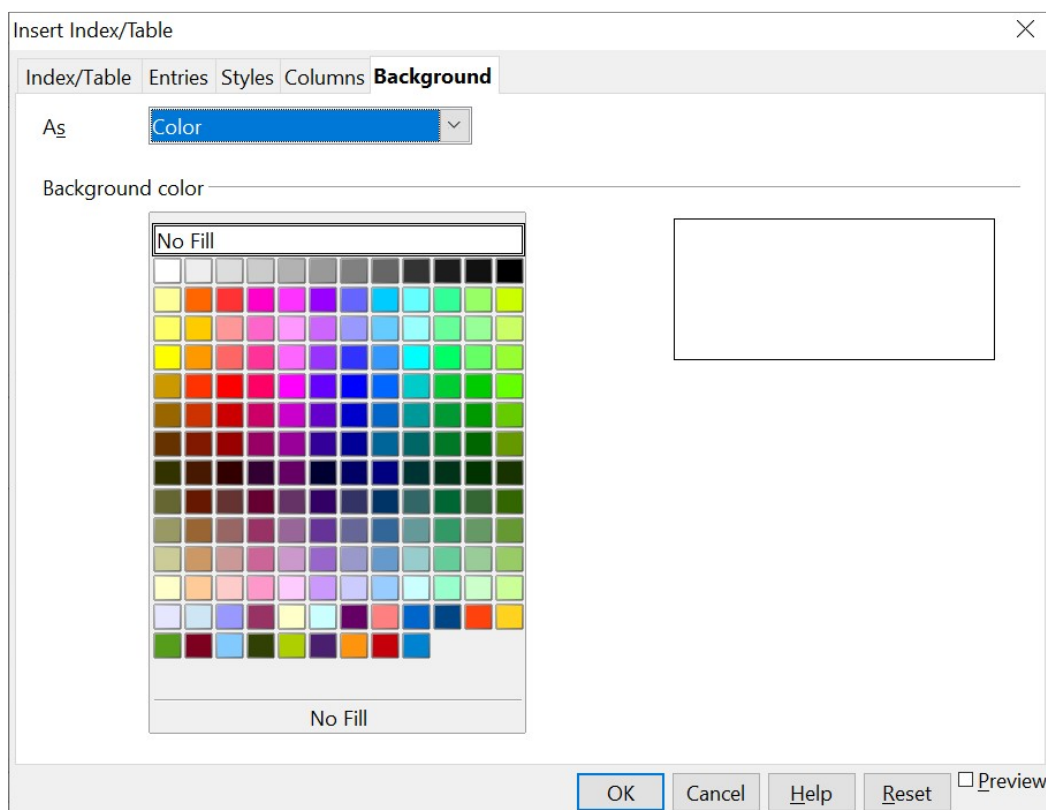 Insert Index/Table
Index/Table Entries Styles Columns Background
As Color
Background color
No Fill
No Fill
OK Cancel Help Reset Preview